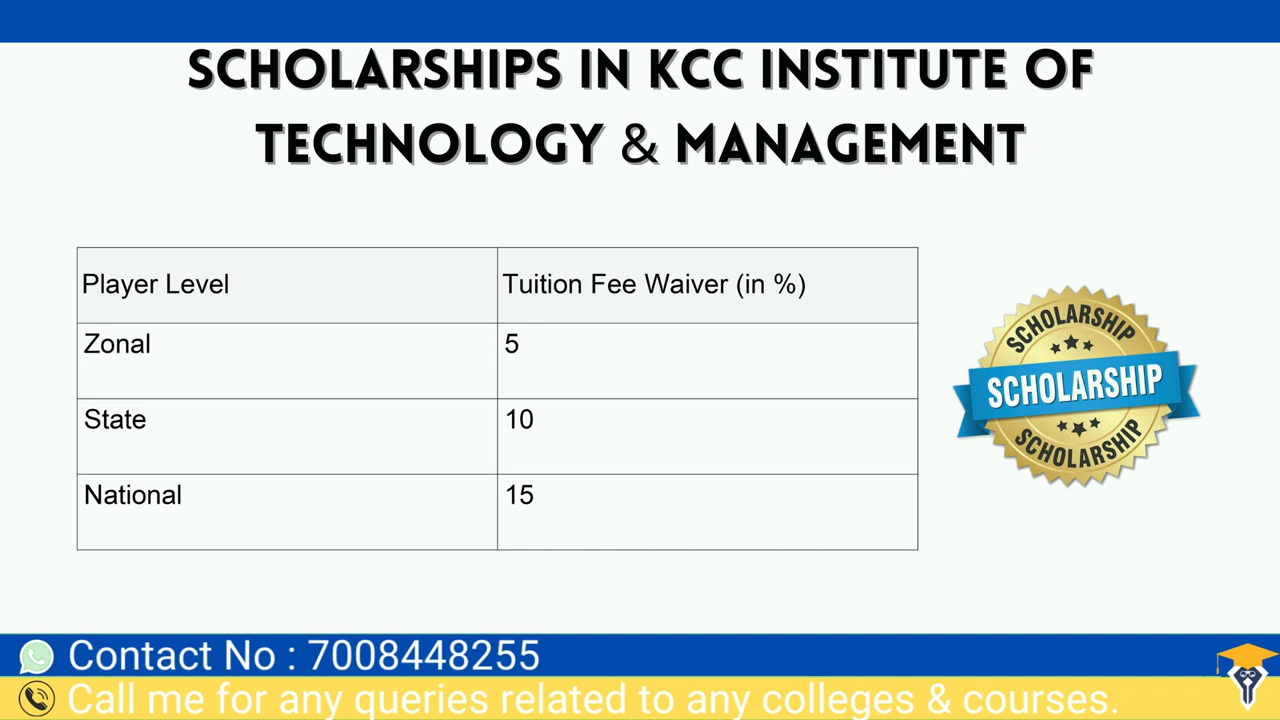 SCHOLARSHIPS IN KCC INSTITUTE OF
TECHNOLOGY & MANAGEMENT
Player Level Tuition Fee Waiver (in %)
Zonal 5
State 10
National 15
SCHOLARSHIP
SCHOLARSHIP
SCHOLARSHIP
Contact No : 7008448255
Call me for any queries related to any colleges & courses.